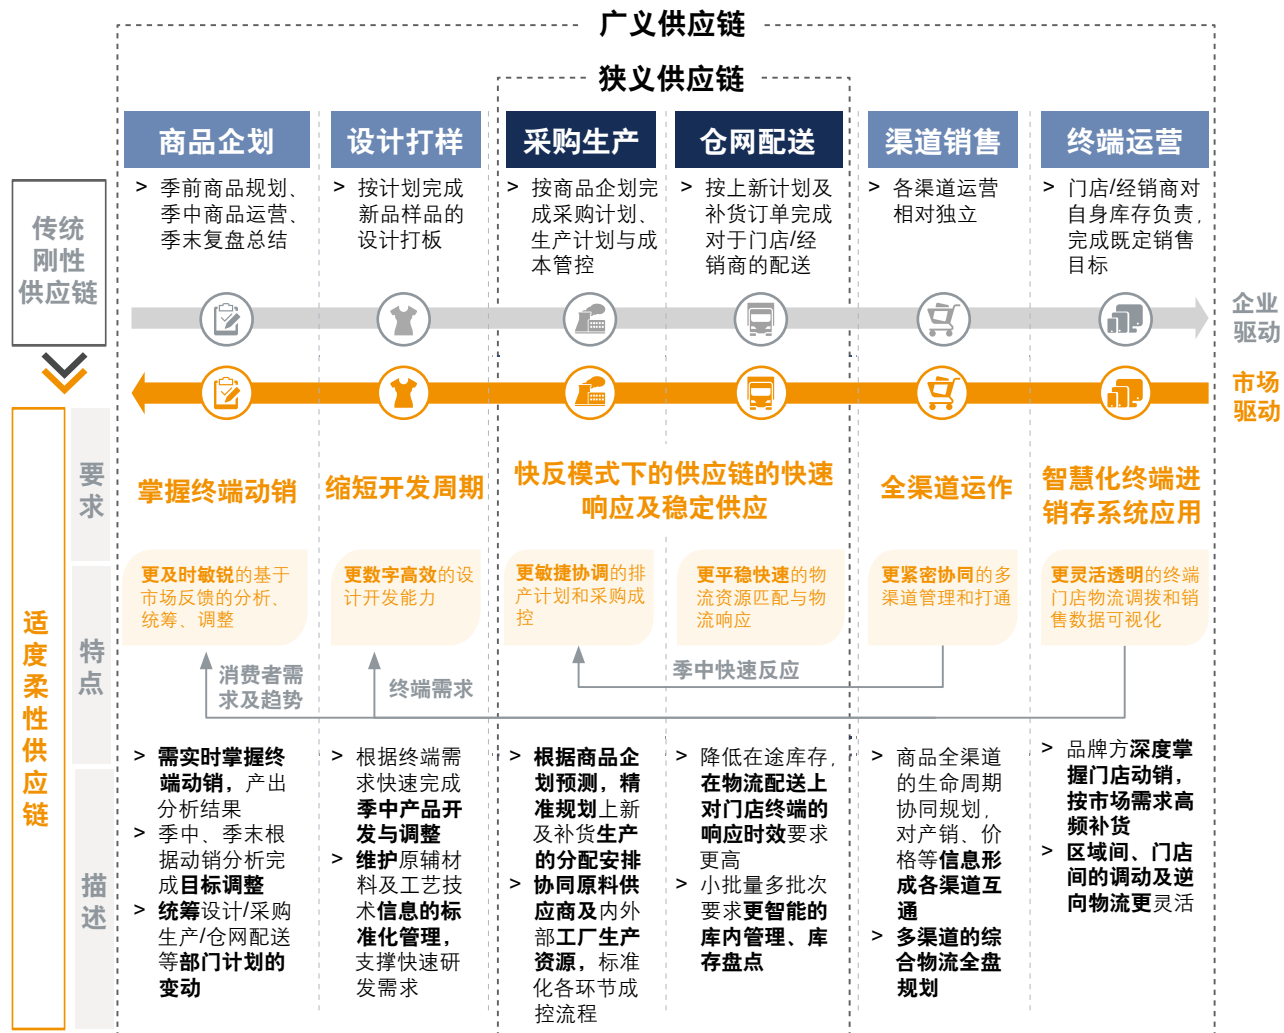 广义供应链
狭义供应链
商品企划
设计打样
采购生产
仓网配送
渠道销售
终端运营
传统
刚性
供应链
> 季前商品规划、
季中商品运营、
季末复盘总结
> 按计划完成
新品样品的
设计打板
> 按商品企划完
成采购计划、
生产计划与成
本管控
> 按上新计划及
补货订单完成
对于门店/经
销商的配送
> 各渠道运营
相对独立
> 门店/经销商对
自身库存负责,
完成既定销售
目标
企业
驱动
市场
驱动
适度柔性供应链
要求
掌握终端动销
缩短开发周期
快反模式下的供应链的快速
响应及稳定供应
全渠道运作
智慧化终端进
销存系统应用
特点
更及时敏锐的基于
市场反馈的分析、
统筹、调整
更数字高效的设
计开发能力
更敏捷协调的排
产计划和采购成
控
更平稳快速的物
流资源匹配与物
流响应
更紧密协同的多
渠道管理和打通
更灵活透明的终端
门店物流调拨和销
售数据可视化
消费者需
求及趋势
终端需求
季中快速反应
描述
> 需实时掌握终
端动销，产出
分析结果
> 季中、季末根
据动销分析完
成目标调整
> 统筹设计/采购
生产/仓网配送
等部门计划的
变动
> 根据终端需
求快速完成
季中产品开
发与调整
> 维护原辅材
料及工艺技
术信息的标
准化管理，
支撑快速研
发需求
> 根据商品企
划预测，精
准规划上新
及补货生产
的分配安排
> 协同原料供
应商及内外
部工厂生产
资源，标准
化各环节成
控流程
> 降低在途库存,
在物流配送上
对门店终端的
响应时效要求
更高
> 小批量多批次
要求更智能的
库内管理、库
存盘点
> 商品全渠道
的生命周期
协同规划,
对产销、价
格等信息形
成各渠道互
通
> 多渠道的综
合物流全盘
规划
> 品牌方深度掌
握门店动销，
按市场需求高
频补货
> 区域间、门店
间的调动及逆
向物流更灵活